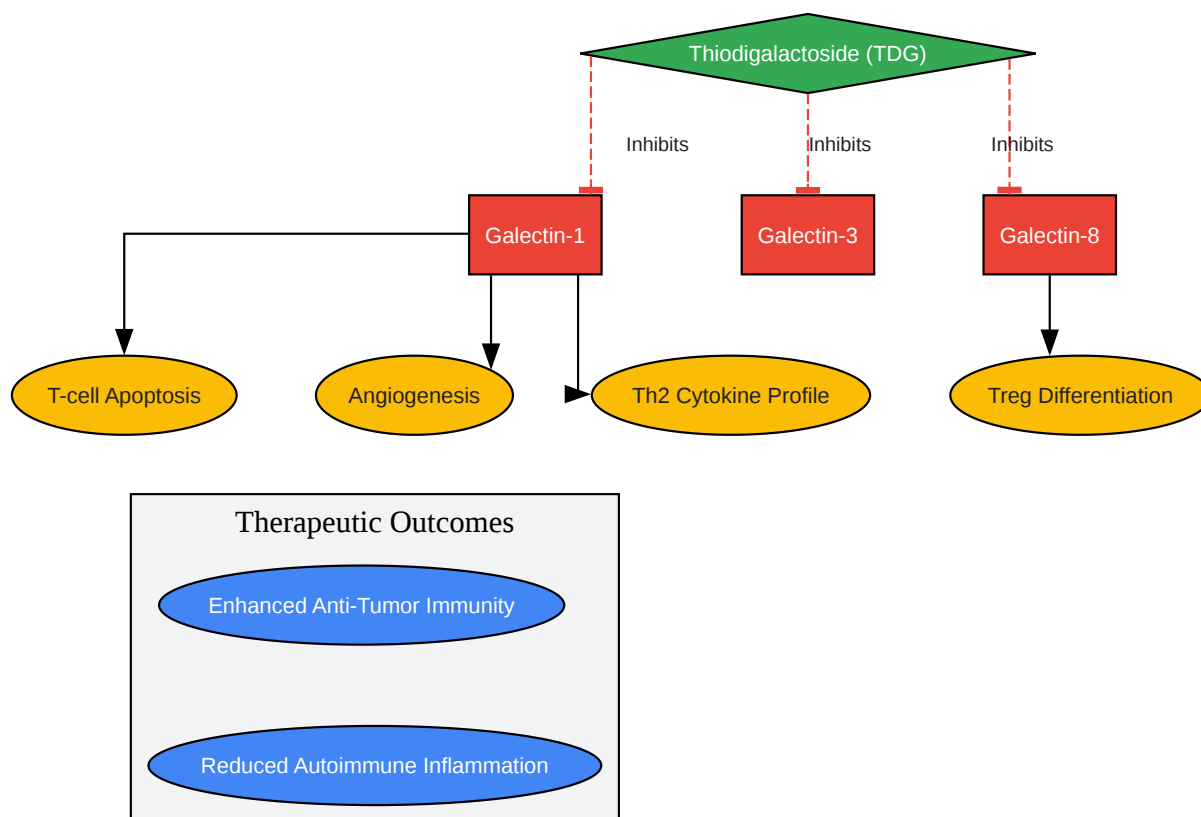 Thiodigalactoside (TDG)
Inhibits
Inhibits
Inhibits
Galectin-1
Galectin-3
Galectin-8
T-cell Apoptosis
Angiogenesis
Th2 Cytokine Profile
Treg Differentiation
Therapeutic Outcomes
Enhanced Anti-Tumor Immunity
Reduced Autoimmune Inflammation